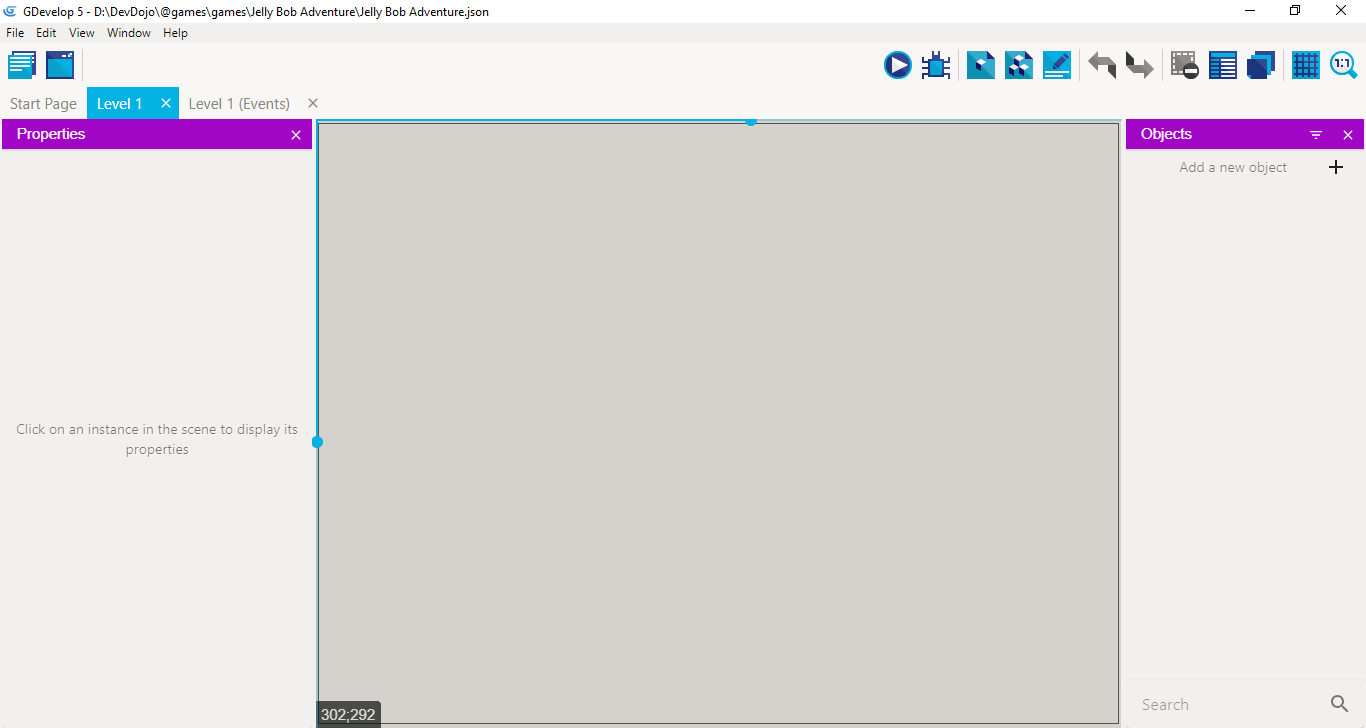 GDevelop 5 - D:\DevDojo\@games\games\Jelly Bob Adventure\Jelly Bob Adventure.json
File Edit View Window Help
1:1
Start Page Level 1 Level 1 (Events)
Properties
Objects
Add a new object
Click on an instance in the scene to display its
properties
302;292
Search